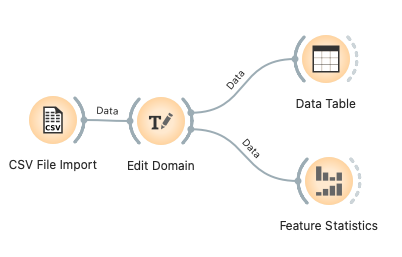 Data
Data Table
CSV
Data
T
CSV File Import
Edit Domain
Data
Feature Statistics